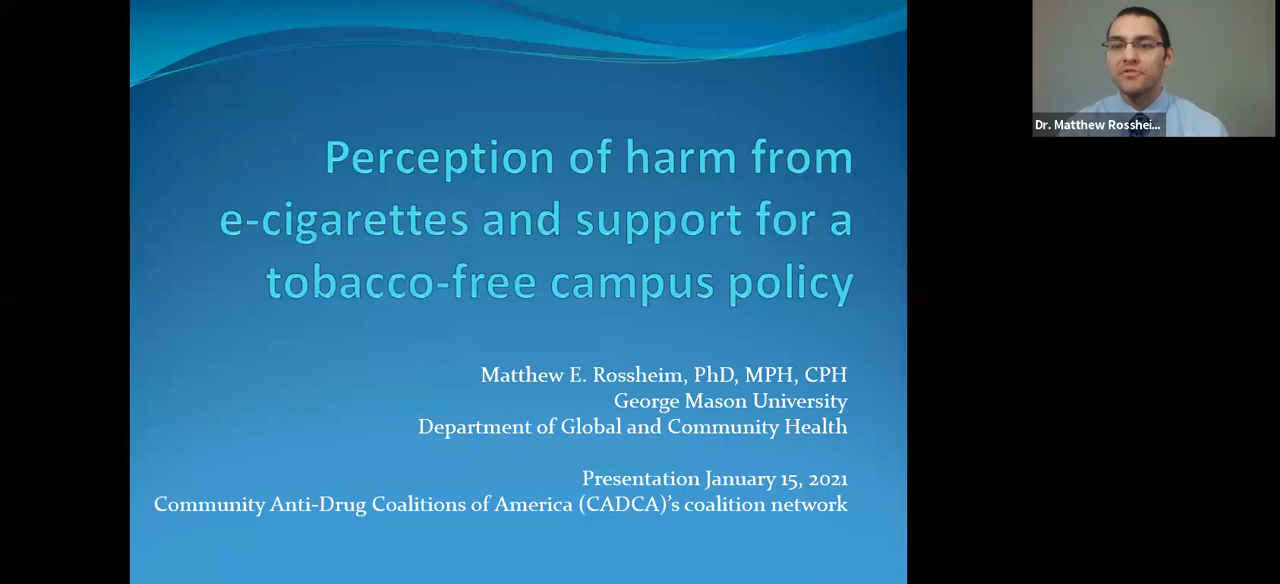 Perception of harm from
e-cigarettes and support for a
tobacco-free campus policy
Matthew E. Rossheim, PhD, MPH, CPH
George Mason University
Department of Global and Community Health
Presentation January 15, 2021
Community Anti-Drug Coalitions of America (CADCA)'s coalition network
Dr. Matthew Rosshei...